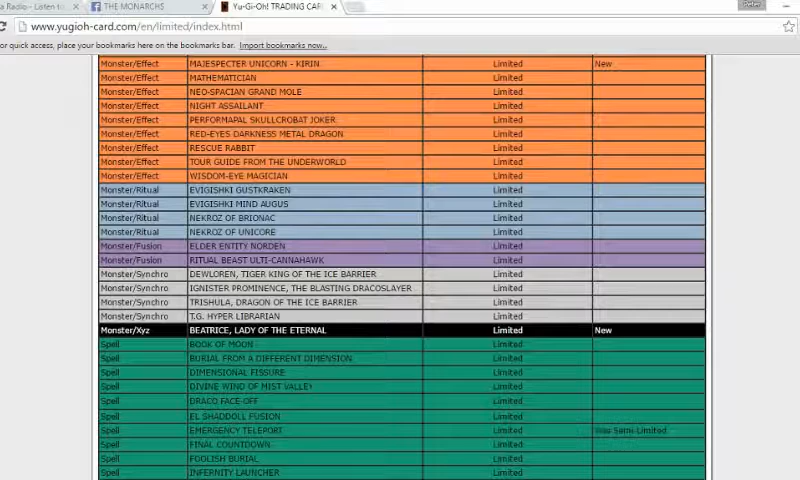 a Radio - Listen to
THE MONARCHS
Yu-Gi-Oh! TRADING CAR
Peter
www.yugioh-card.com/en/limited/index.html
or quick access, place your bookmarks here on the bookmarks bar. Import bookmarks now..
Monster/Effect MAJESPECTER UNICORN - KIRIN Limited New
Monster/Effect MATHEMATICIAN Limited
Monster/Effect NEO-SPACIAN GRAND MOLE Limited
Monster/Effect NIGHT ASSAILANT Limited
Monster/Effect PERFORMAPAL SKULLCROBAT JOKER Limited
Monster/Effect RED-EYES DARKNESS METAL DRAGON Limited
Monster/Effect RESCUE RABBIT Limited
Monster/Effect TOUR GUIDE FROM THE UNDERWORLD Limited
Monster/Effect WISDOM-EYE MAGICIAN Limited
Monster/Ritual EVIGISHKI GUSTKRAKEN Limited
Monster/Ritual EVIGISHKI MIND AUGUS Limited
Monster/Ritual NEKROZ OF BRIONAC Limited
Monster/Ritual NEKROZ OF UNICORE Limited
Monster/Fusion ELDER ENTITY NORDEN Limited
Monster/Fusion RITUAL BEAST ULTI-CANNAHAWK Limited
Monster/Synchro DEWLOREN, TIGER KING OF THE ICE BARRIER Limited
Monster/Synchro IGNISTER PROMINENCE, THE BLASTING DRACOSLAYER Limited
Monster/Synchro TRISHULA, DRAGON OF THE ICE BARRIER Limited
Monster/Synchro T.G. HYPER LIBRARIAN Limited
Monster/Xyz BEATRICE, LADY OF THE ETERNAL Limited New
Spell BOOK OF MOON Limited
Spell BURIAL FROM A DIFFERENT DIMENSION Limited
Spell DIMENSIONAL FISSURE Limited
Spell DIVINE WIND OF MIST VALLEY Limited
Spell DRACO FACE-OFF Limited
Spell EL SHADDOLL FUSION Limited
Spell EMERGENCY TELEPORT Limited Was Semi-Limited
Spell FINAL COUNTDOWN Limited
Spell FOOLISH BURIAL Limited
Spell INFERNITY LAUNCHER Limited